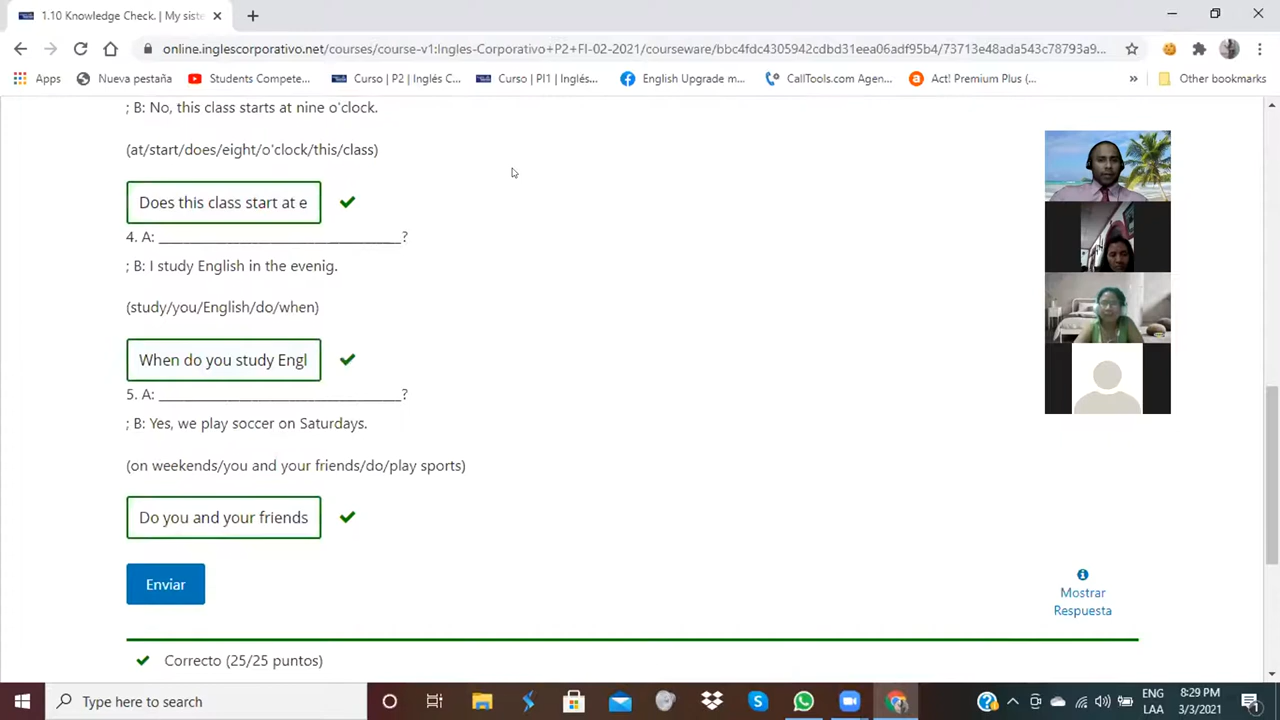 1.10 Knowledge Check. | My siste
online.inglescorporativo.net/courses/course-v1:Ingles-Corporativo+P2+FI-02-2021/courseware/bbc4fdc4305942cdbd31eea06adf95b4/73713e48ada543c78793a9...
Apps Nueva pestaña Students Compete... Curso | P2 | Inglés C... Curso | PI1 | Inglés... English Upgrade m... CallTools.com Agen... Act! Premium Plus (... » Other bookmarks
; B: No, this class starts at nine o'clock.
(at/start/does/eight/o'clock/this/class)
Does this class start at e
4. A: ______________________________?
; B: I study English in the evenig.
(study/you/English/do/when)
When do you study Engl
5. A: ______________________________?
; B: Yes, we play soccer on Saturdays.
(on weekends/you and your friends/do/play sports)
Do you and your friends
Enviar
Mostrar
Respuesta
Correcto (25/25 puntos)
Type here to search
ENG
LAA
8:29 PM
3/3/2021
1